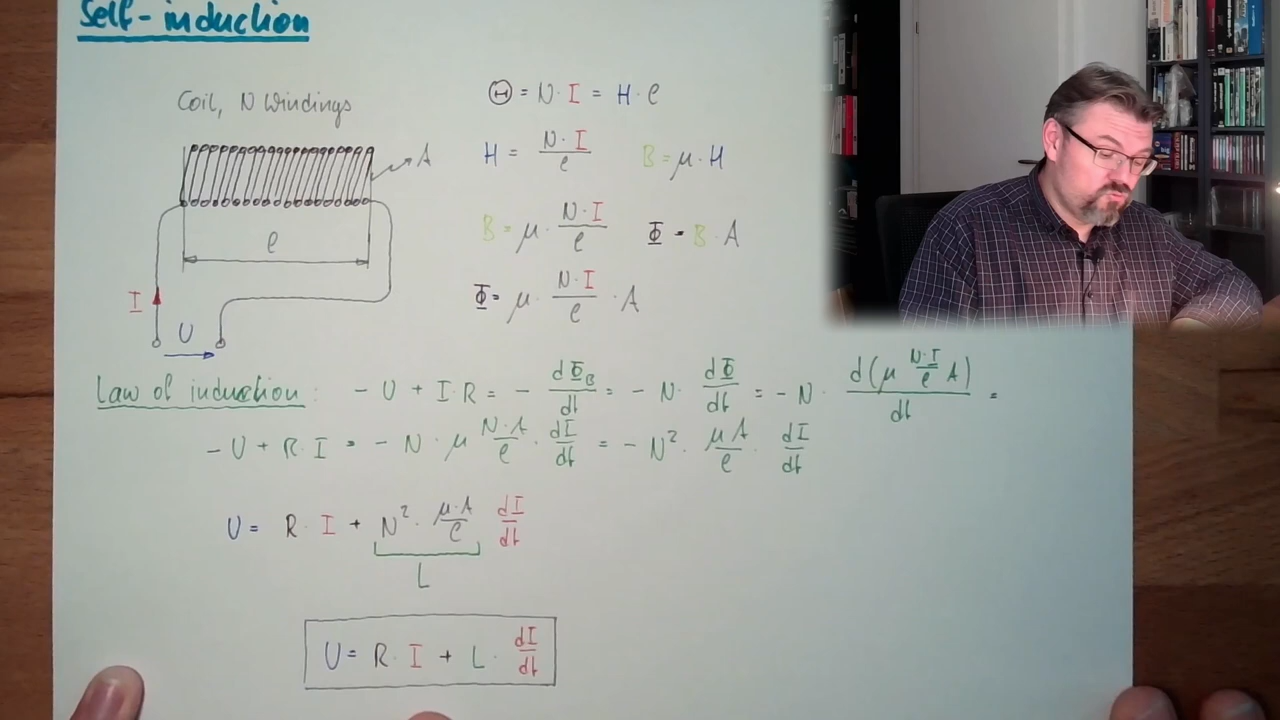 Self-induction
Coil, N Windings
A
l
I
U
Θ = N · I = H · l
H = N · I / l   B = μ · H
B = μ · N · I / l   Φ = B · A
Φ = μ · N · I / l · A
Law of induction: - U + I · R = - dΦB/dt = - N · dΦ/dt = - N · d(μ N·I/l A)/dt =
- U + R · I = - N · μ N·A/l · dI/dt = - N² · μA/l · dI/dt
U = R · I + N² · μ·A/l dI/dt
L
U = R · I + L · dI/dt